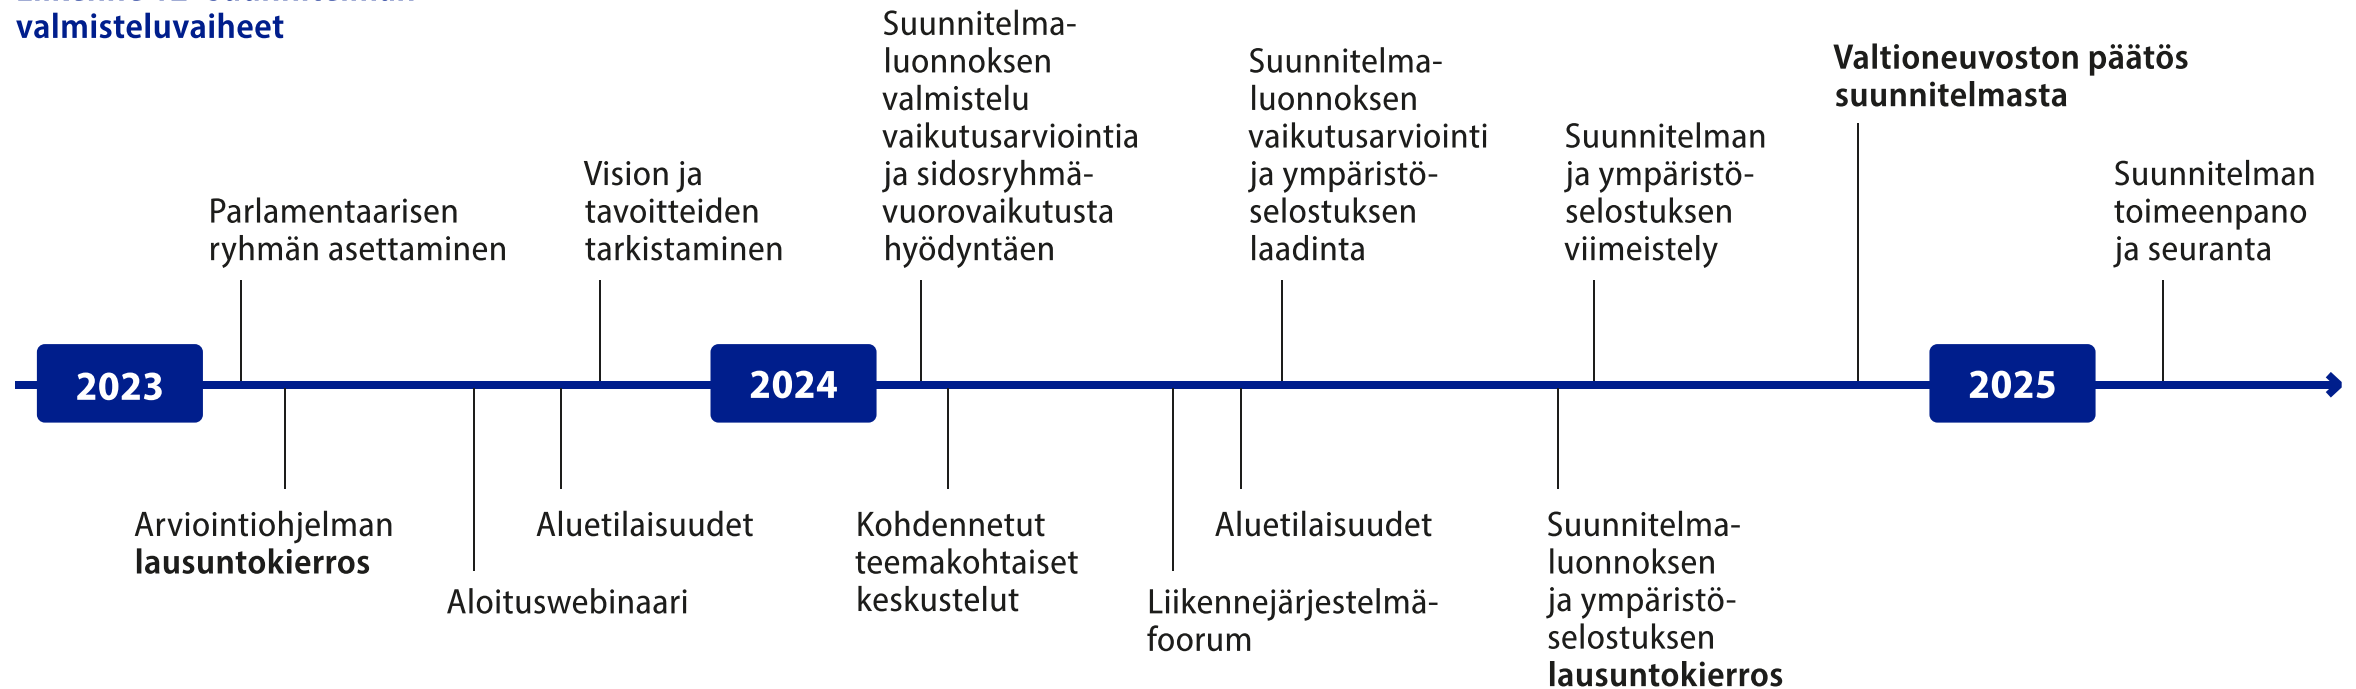 valmisteluvaiheet
Suunnitelma-
luonnoksen
valmistelu
vaikutusarviointia
ja sidosryhmä-
vuorovaikutusta
hyödyntäen
Suunnitelma-
luonnoksen
vaikutusarviointi
ja ympäristö-
selostuksen
laadinta
Valtioneuvoston päätös
suunnitelmasta
Suunnitelman
ja ympäristö-
selostuksen
viimeistely
Vision ja
tavoitteiden
tarkistaminen
Suunnitelman
toimeenpano
ja seuranta
Parlamentaarisen
ryhmän asettaminen
2023
2024
2025
Arviointiohjelman
lausuntokierros
Aloituswebinaari
Aluetilaisuudet
Kohdennetut
teemakohtaiset
keskustelut
Liikennejärjestelmä-
foorum
Aluetilaisuudet
Suunnitelma-
luonnoksen
ja ympäristö-
selostuksen
lausuntokierros